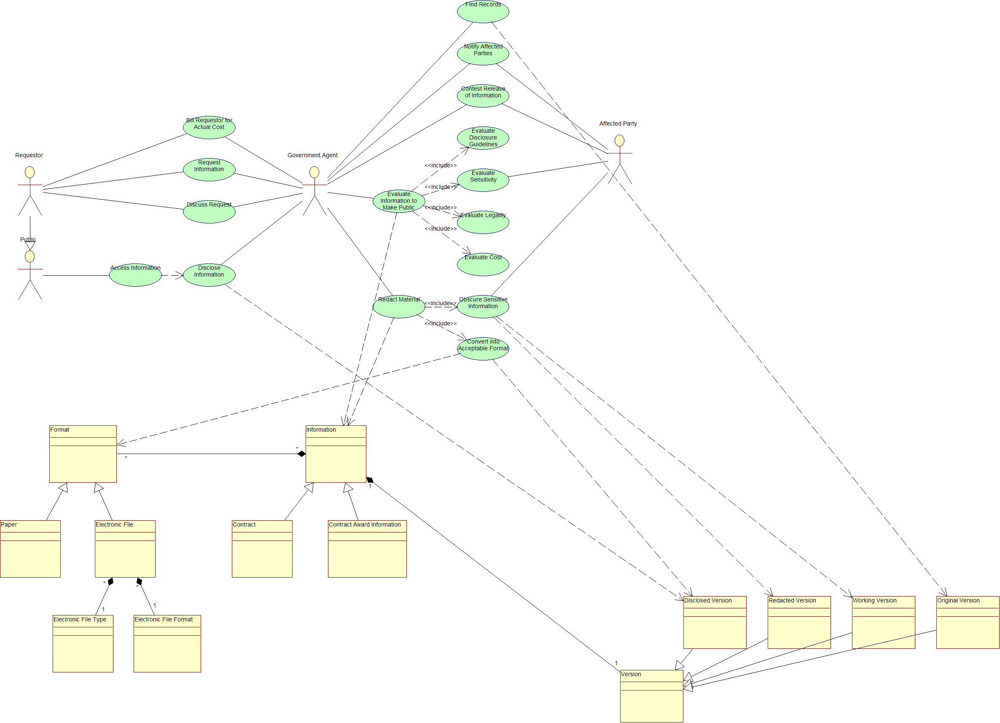 Find Records
Notify Affected
Parties
Contest Release
of Information
Bill Requestor for
Actual Cost
Affected Party
Evaluate
Disclosure
Guidelines
Requestor
Government Agent
Request
Information
<<include>>
Evaluate
Sensitivity
<<include>>
Evaluate
Information to
Make Public
Discuss Request
<<include>>
Evaluate Legality
<<include>>
Public
Evaluate Cost
Access Information
Disclose
Information
Redact Material
<<include>>
Obscure Sensitive
Information
<<include>>
Convert into
Acceptable Format
Format
Information
*
*
1
Paper
Electronic File
Contract
Contract Award Information
*
*
1
1
Disclosed Version
Redacted Version
Working Version
Original Version
Electronic File Type
Electronic File Format
1
Version